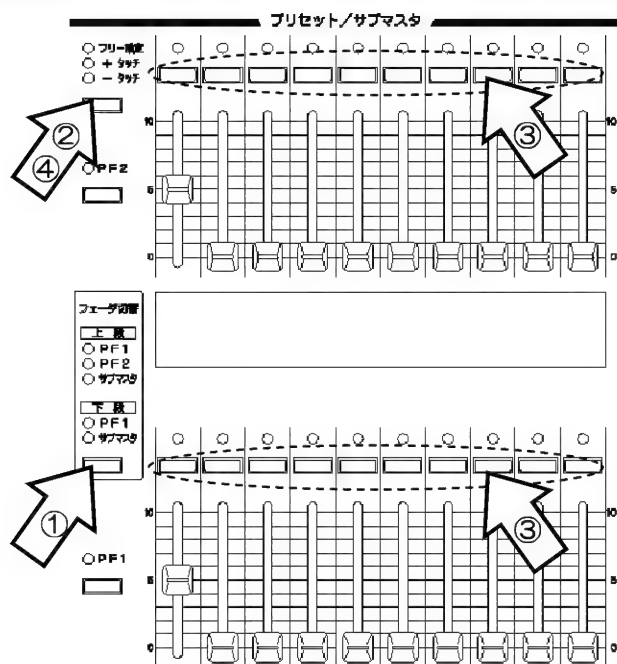 プリセット/サブマスタ
○ フリー設定
○ + タッチ
○ - タッチ
②
④
③
○PF2
10
5
0
10
5
0
フェーダ切替
上 段
○ PF1
○ PF2
○ サブマスタ
下 段
○ PF1
○ サブマスタ
①
③
○PF1
10
5
0
10
5
0